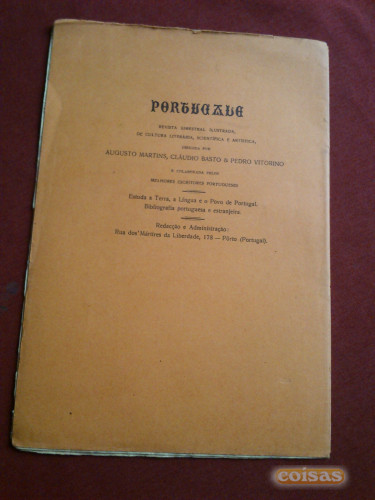 PORTUCALE
REVISTA BIMESTRAL ILUSTRADA,
DE CULTURA LITERÁRIA, SCIENTÍFICA E ARTÍSTICA,
DIRIGIDA POR
AUGUSTO MARTINS, CLÁUDIO BASTO & PEDRO VITORINO
E COLABORADA PELOS
MELHORES ESCRITORES PORTUGUESES
Estuda a Terra, a Língua e o Povo de Portugal.
Bibliografia portuguesa e estrangeira.
Redacção e Administração:
Rua dos Mártires da Liberdade, 178 — Pôrto (Portugal).
coisas